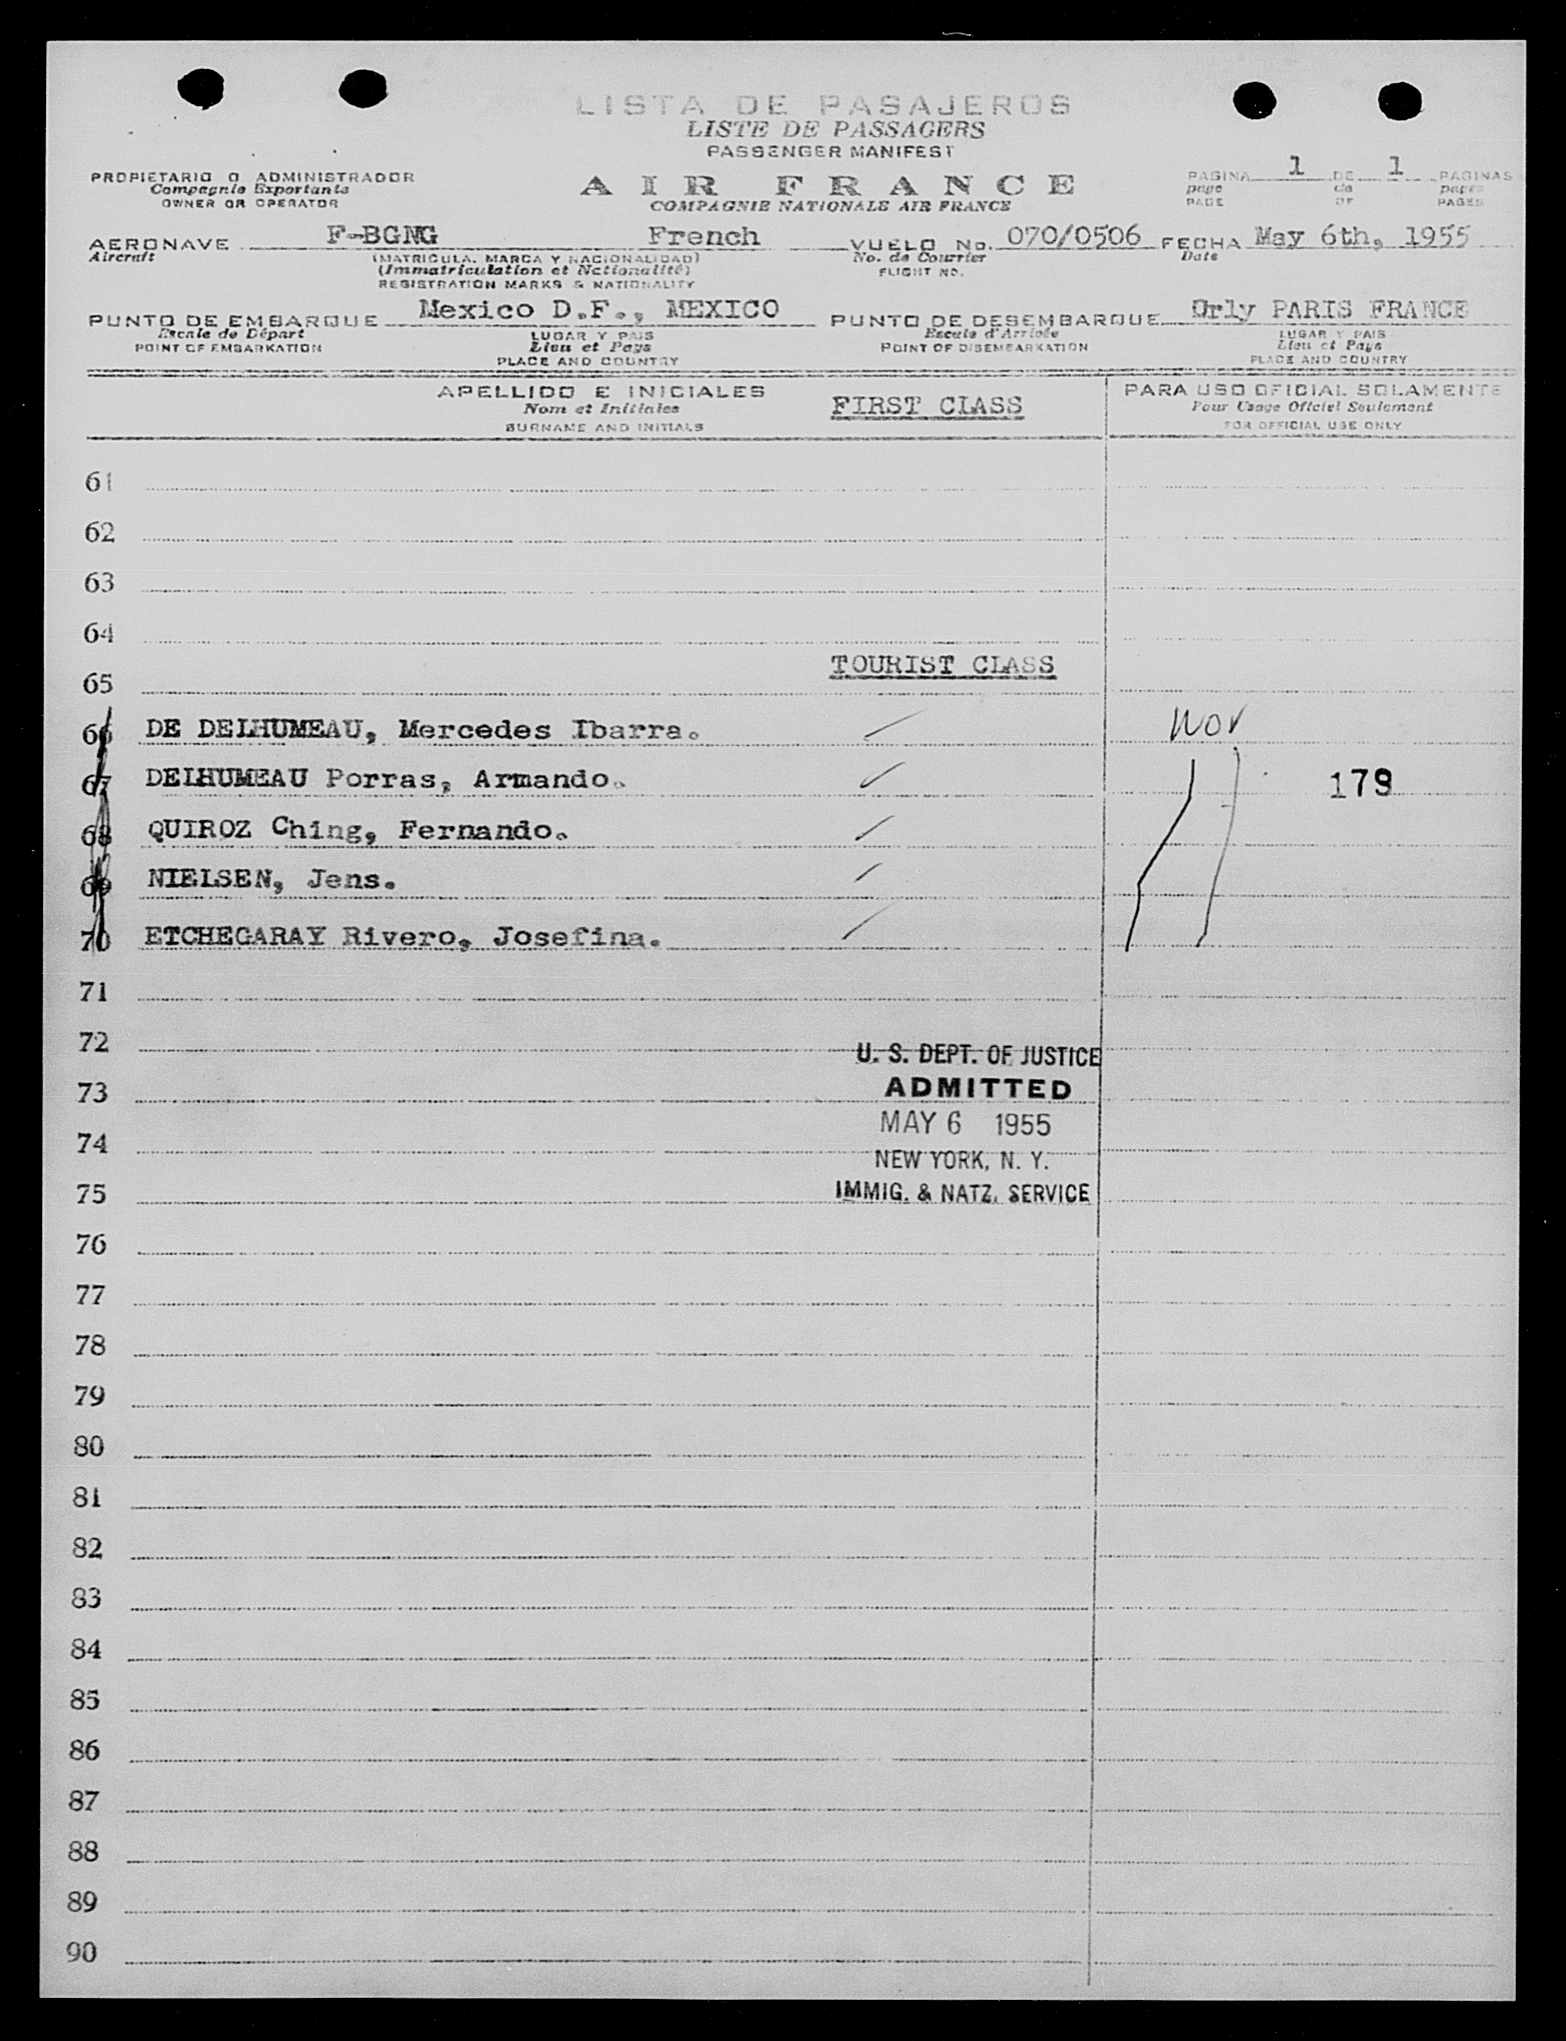 LISTA DE PASAJEROS
LISTE DE PASSAGERS
PASSENGER MANIFEST
PROPIETARIO O ADMINISTRADOR
Compagnie Exportante
OWNER OR OPERATOR
AIR FRANCE
COMPAGNIE NATIONALE AIR FRANCE
PAGINA 1 DE 1 PAGINAS
page de pages
PAGE OF PAGES
AERONAVE F-BGNG French VUELO No. 070/0506 FECHA May 6th, 1955
Aircraft (MATRICULA. MARCA Y NACIONALIDAD) No. de Courrier Date
(Immatriculation et Nationalité) FLIGHT NO.
REGISTRATION MARKS & NATIONALITY
PUNTO DE EMBARQUE Mexico D.F., MEXICO PUNTO DE DESEMBARQUE Orly PARIS FRANCE
Escale de Départ LUGAR Y PAIS Escale d'Arrivée LUGAR Y PAIS
POINT OF EMBARKATION Lieu et Pays POINT OF DISEMBARKATION Lieu et Pays
PLACE AND COUNTRY PLACE AND COUNTRY
APELLIDO E INICIALES FIRST CLASS PARA USO OFICIAL SOLAMENTE
Nom et Initiales Pour Usage Officiel Seulement
SURNAME AND INITIALS FOR OFFICIAL USE ONLY
61
62
63
64
TOURIST CLASS
65
66 DE DELHUMEAU, Mercedes Ibarra.
67 DELHUMEAU Porras, Armando. 179
68 QUIROZ Ching, Fernando.
69 NIELSEN, Jens.
70 ETCHEGARAY Rivero, Josefina.
71
72
U. S. DEPT. OF JUSTICE
73 ADMITTED
MAY 6 1955
74
NEW YORK, N. Y.
75 IMMIG. & NATZ. SERVICE
76
77
78
79
80
81
82
83
84
85
86
87
88
89
90